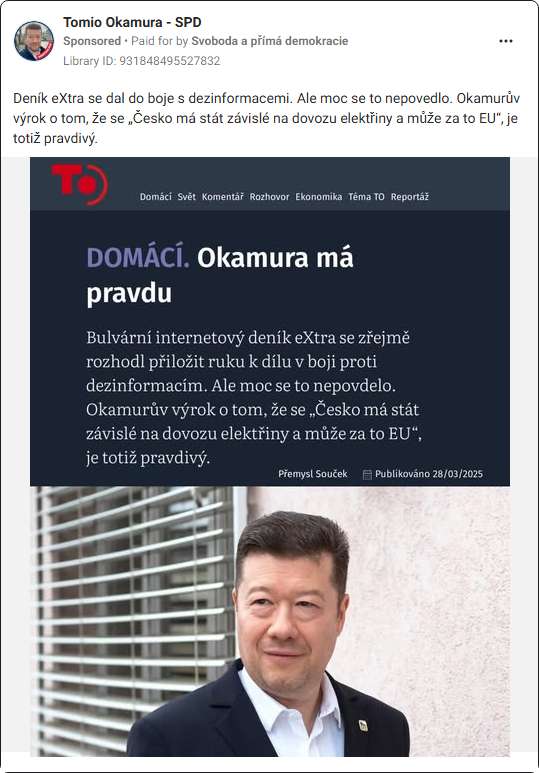 Tomio Okamura - SPD
Sponsored • Paid for by Svoboda a přímá demokracie
Library ID: 931848495527832
Deník eXtra se dal do boje s dezinformacemi. Ale moc se to nepovedlo. Okamurův
výrok o tom, že se „Česko má stát závislé na dovozu elektřiny a může za to EU“, je
totiž pravdivý.
TO
Domácí Svět Komentář Rozhovor Ekonomika Téma TO Reportáž
DOMÁCÍ. Okamura má
pravdu
Bulvární internetový deník eXtra se zřejmě
rozhodl přiložit ruku k dílu v boji proti
dezinformacím. Ale moc se to nepovdelo.
Okamurův výrok o tom, že se „Česko má stát
závislé na dovozu elektřiny a může za to EU“,
je totiž pravdivý.
Přemysl Souček Publikováno 28/03/2025